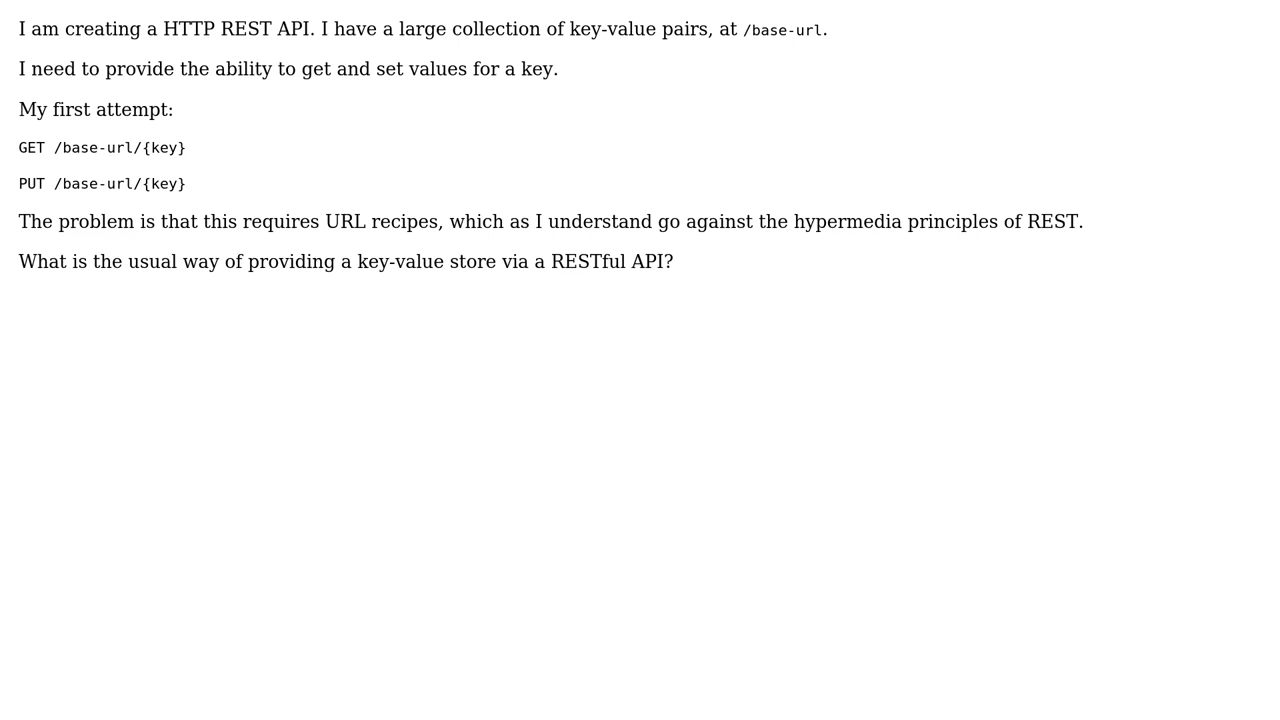 I am creating a HTTP REST API. I have a large collection of key-value pairs, at /base-url.
I need to provide the ability to get and set values for a key.
My first attempt:
GET /base-url/{key}
PUT /base-url/{key}
The problem is that this requires URL recipes, which as I understand go against the hypermedia principles of REST.
What is the usual way of providing a key-value store via a RESTful API?